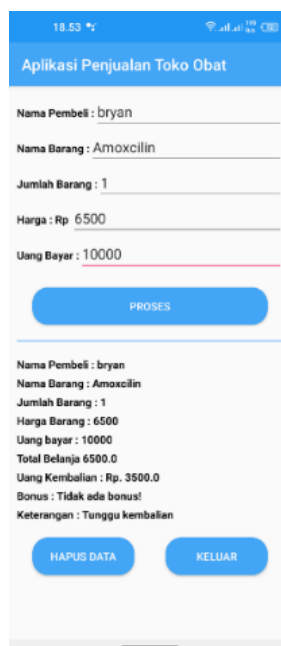 18.53
Aplikasi Penjualan Toko Obat
Nama Pembeli : bryan
Nama Barang : Amoxcilin
Jumlah Barang : 1
Harga : Rp 6500
Uang Bayar : 10000
PROSES
Nama Pembeli : bryan
Nama Barang : Amoxcilin
Jumlah Barang : 1
Harga Barang : 6500
Uang bayar : 10000
Total Belanja 6500.0
Uang Kembalian : Rp. 3500.0
Bonus : Tidak ada bonus!
Keterangan : Tunggu kembalian
HAPUS DATA KELUAR